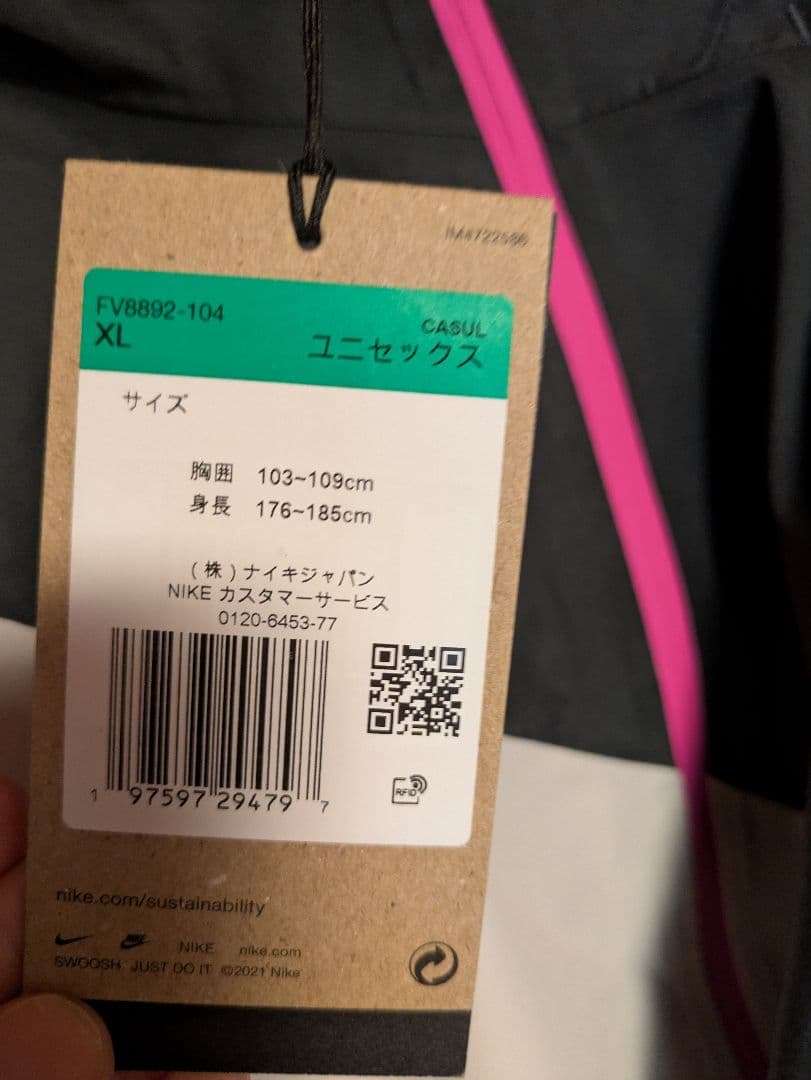 IM4722586
FV8892-104
XL
CASUL
ユニセックス
サイズ
胸囲 103~109cm
身長 176~185cm
(株)ナイキジャパン
NIKE カスタマーサービス
0120-6453-77
1 97597 29479 7
RFID
nike.com/sustainability
NIKE nike.com
SWOOSH JUST DO IT ©2021 Nike